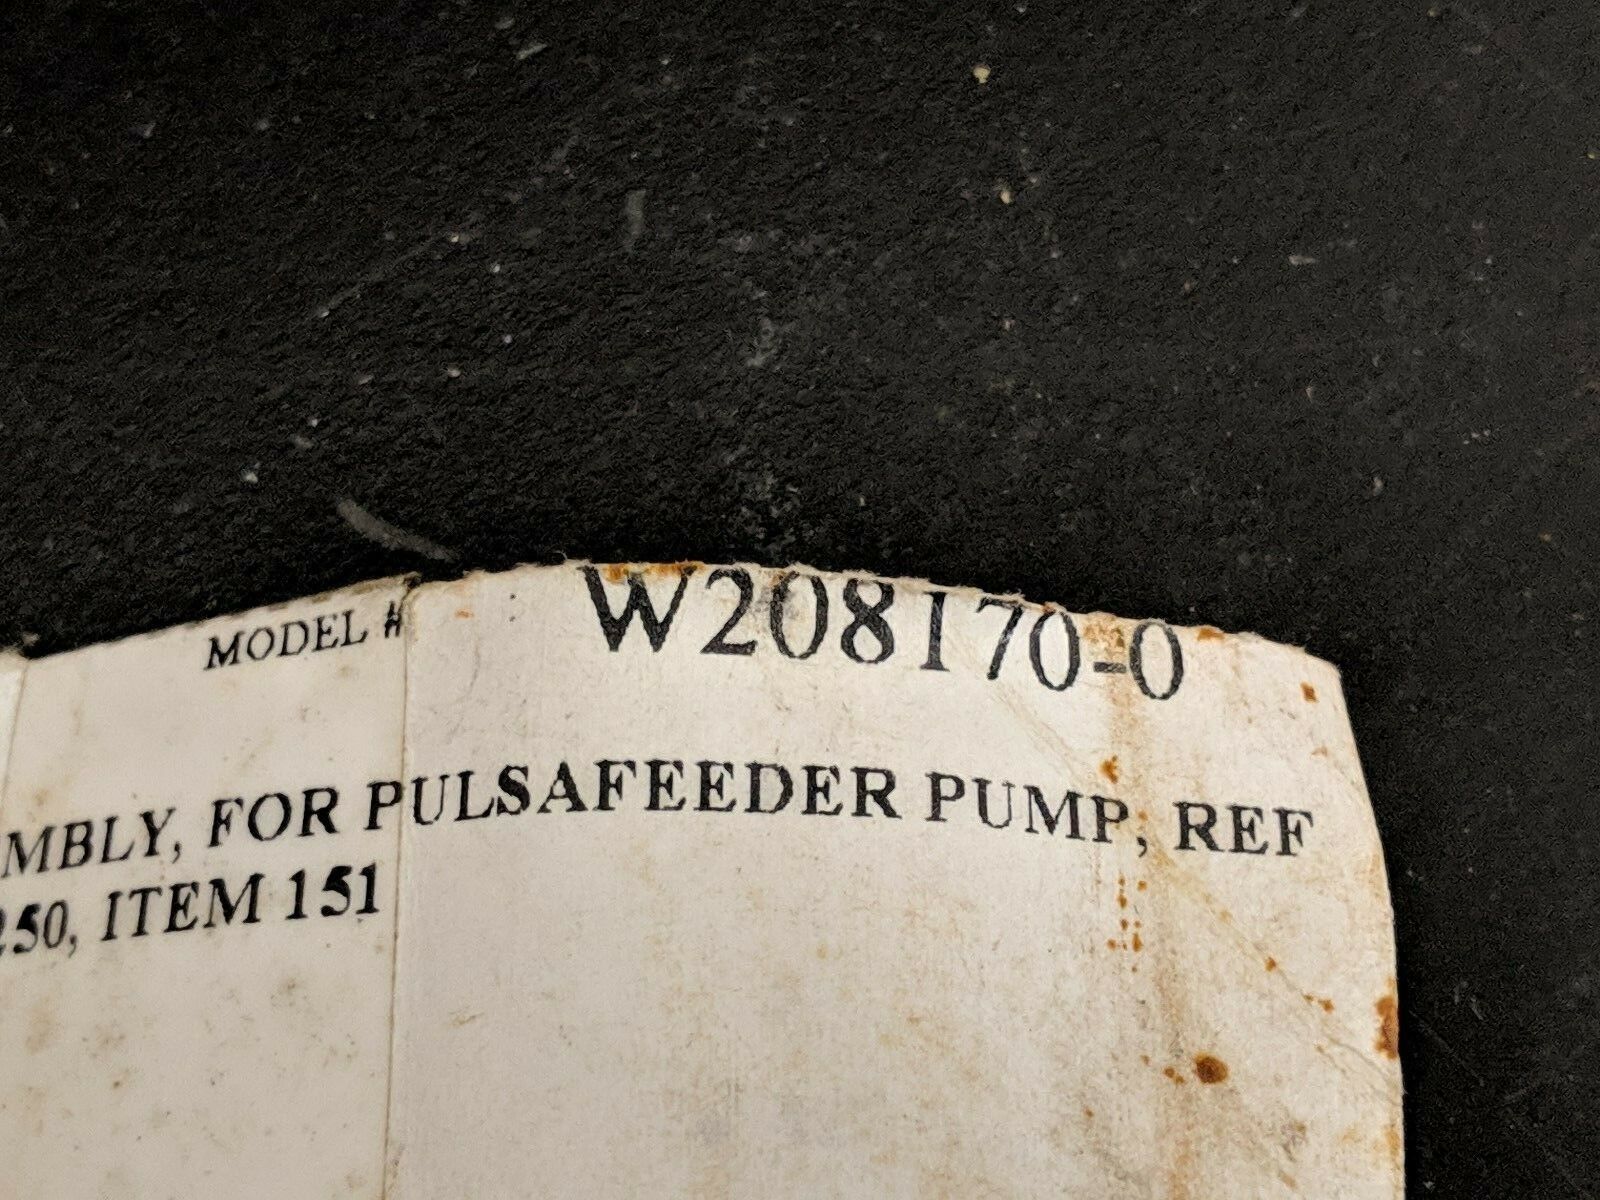 MODEL # W208170-0
MBLY, FOR PULSAFEEDER PUMP, REF
250, ITEM 151